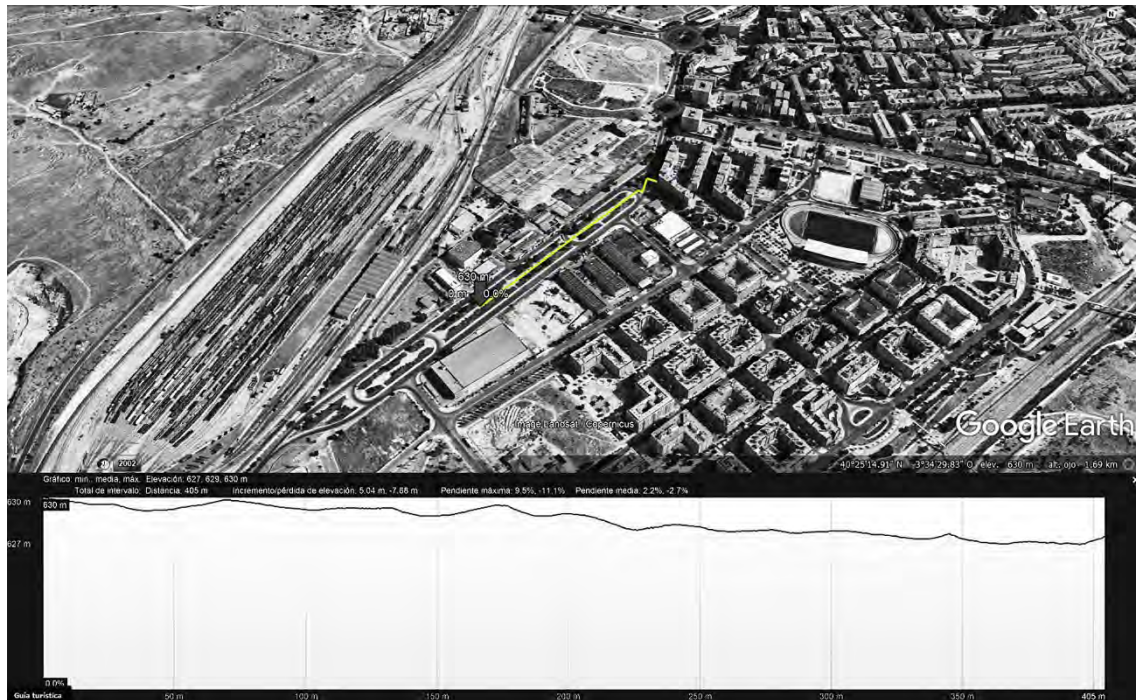 N
630 m
0 m 0.0%
Image Landsat / Copernicus
Google Earth
2002
40°25'14.91" N -3°34'29.83" O elev. 630 m alt. ojo 1.69 km
Gráfico: mín.: media, máx. Elevación: 627, 629, 630 m
Total de intervalo: Distancia: 405 m Incremento/pérdida de elevación: 5.04 m, -7.68 m Pendiente máxima: 9.5%, -11.1% Pendiente media: 2.2%, -2.7%
630 m
630 m
627 m
0.0%
Guía turística
50 m
100 m
150 m
200 m
250 m
300 m
350 m
405 m